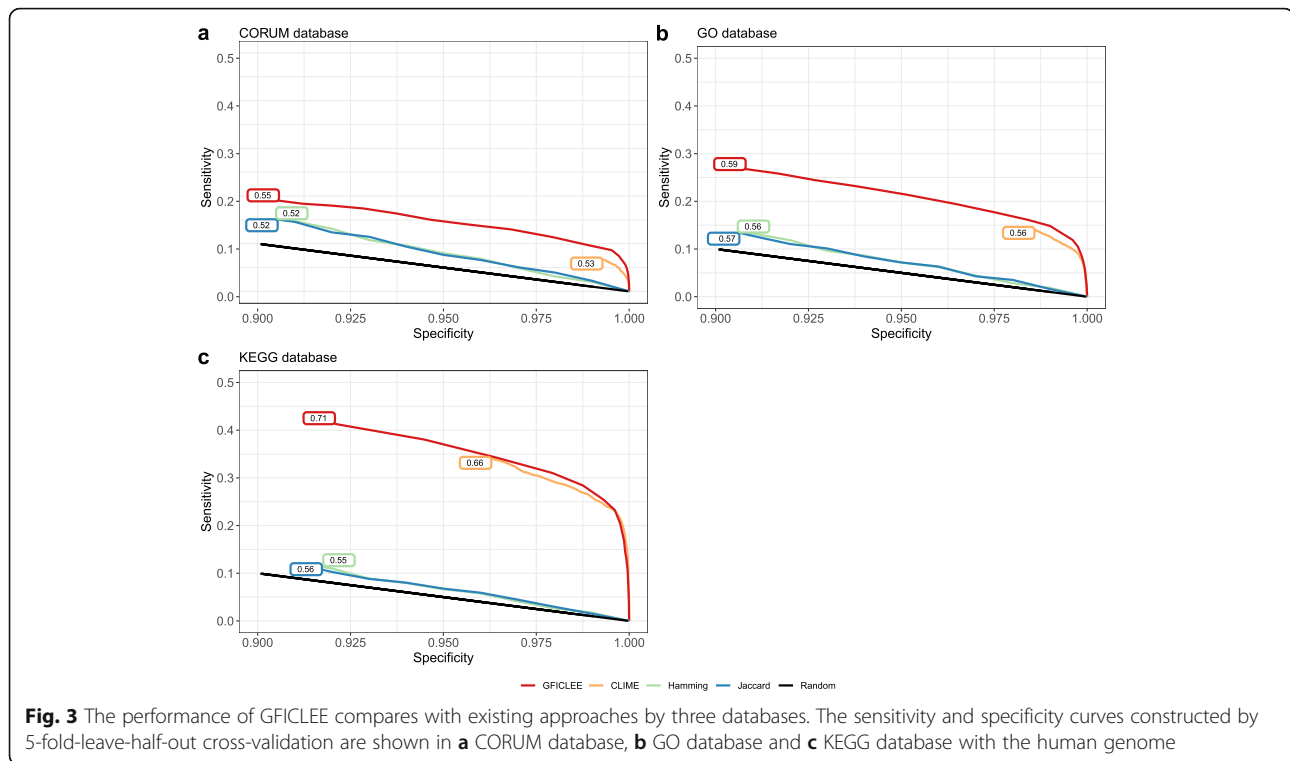 a CORUM database
0.5
0.4
0.3
0.2
0.1
0.0
Sensitivity
0.55
0.52
0.52
0.53
0.900 0.925 0.950 0.975 1.000
Specificity
b GO database
0.5
0.4
0.3
0.2
0.1
0.0
Sensitivity
0.59
0.56
0.57
0.56
0.900 0.925 0.950 0.975 1.000
Specificity
c KEGG database
0.5
0.4
0.3
0.2
0.1
0.0
Sensitivity
0.71
0.66
0.55
0.56
0.900 0.925 0.950 0.975 1.000
Specificity
GFICLEE CLIME Hamming Jaccard Random
Fig. 3 The performance of GFICLEE compares with existing approaches by three databases. The sensitivity and specificity curves constructed by
5-fold-leave-half-out cross-validation are shown in a CORUM database, b GO database and c KEGG database with the human genome